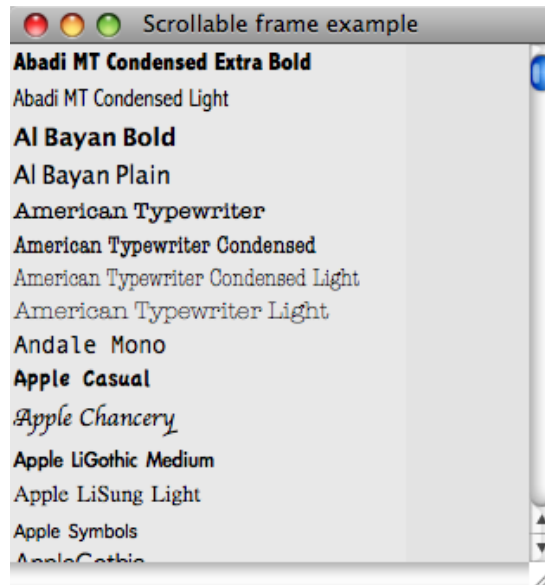 Scrollable frame example
Abadi MT Condensed Extra Bold
Abadi MT Condensed Light
Al Bayan Bold
Al Bayan Plain
American Typewriter
American Typewriter Condensed
American Typewriter Condensed Light
American Typewriter Light
Andale Mono
Apple Casual
Apple Chancery
Apple LiGothic Medium
Apple LiSung Light
Apple Symbols
AppleGothic